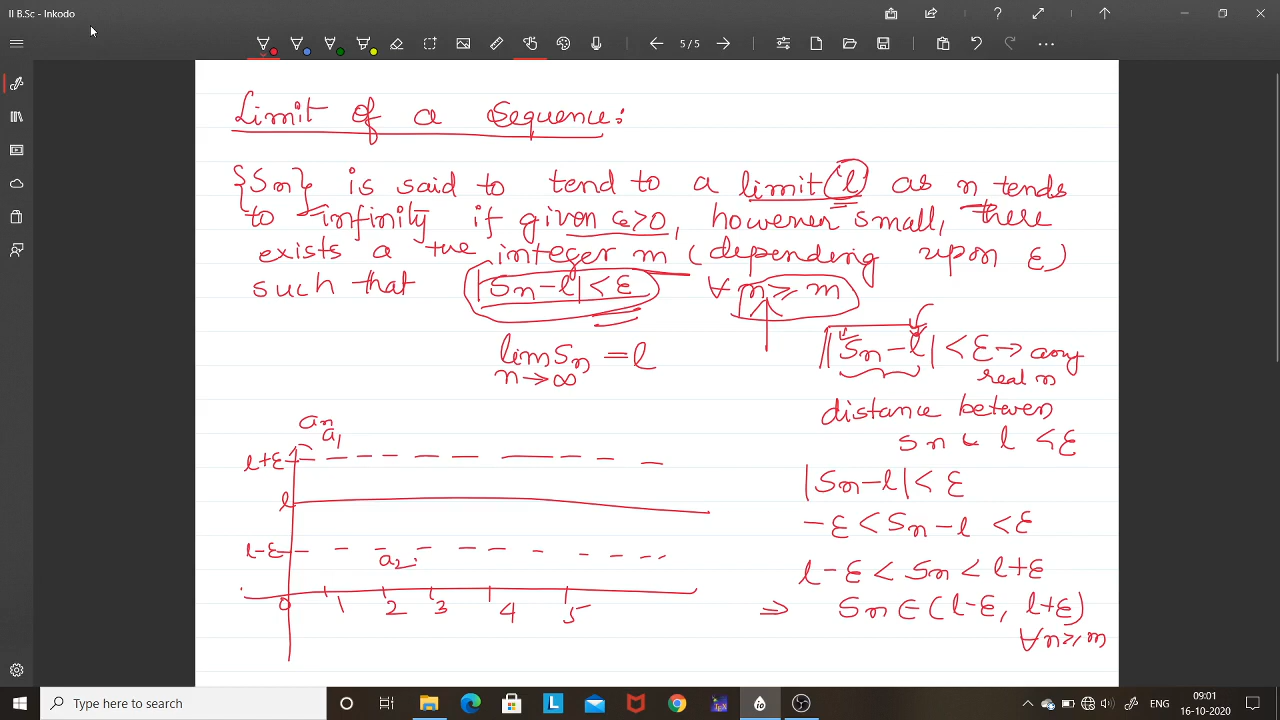 II B.Sc - Inkodo
5/5
Limit of a Sequence:
{Sn} is said to tend to a limit 'l' as n tends
to infinity if given ε>0, however small, there
exists a +ve integer m (depending upon ε)
such that |Sn-l| < ε ∀ n ≥ m
lim Sn = l
n→∞
|Sn-l| < ε → any
real n
distance between
sn & l < ε
|Sn-l| < ε
-ε < Sn-l < ε
l-ε < Sn < l+ε
⇒ Sn ∈ (l-ε, l+ε)
∀ n ≥ m
an
a1
l+ε
l
l-ε
a2
0 1 2 3 4 5
Type here to search
ENG
09:01
16-10-2020